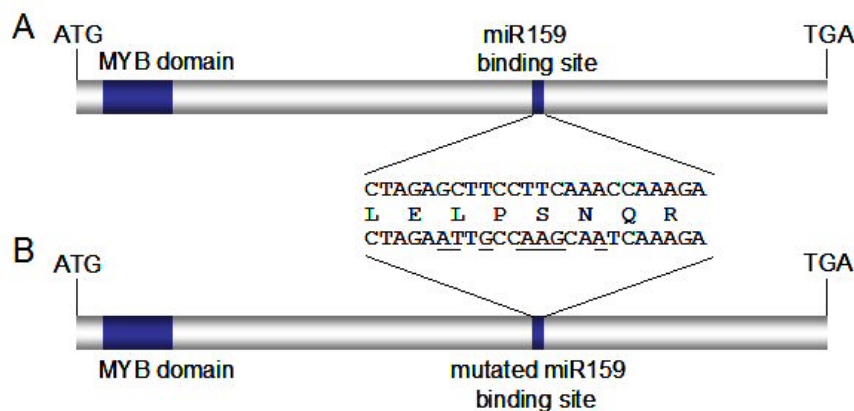 A
ATG
miR159
TGA
MYB domain
binding site
CTAGAGCTTCCTTCAAACCAAAGA
L E L P S N Q R
CTAGAATTGCCAAGCAATCAAAGA
B
ATG
TGA
MYB domain
mutated miR159
binding site